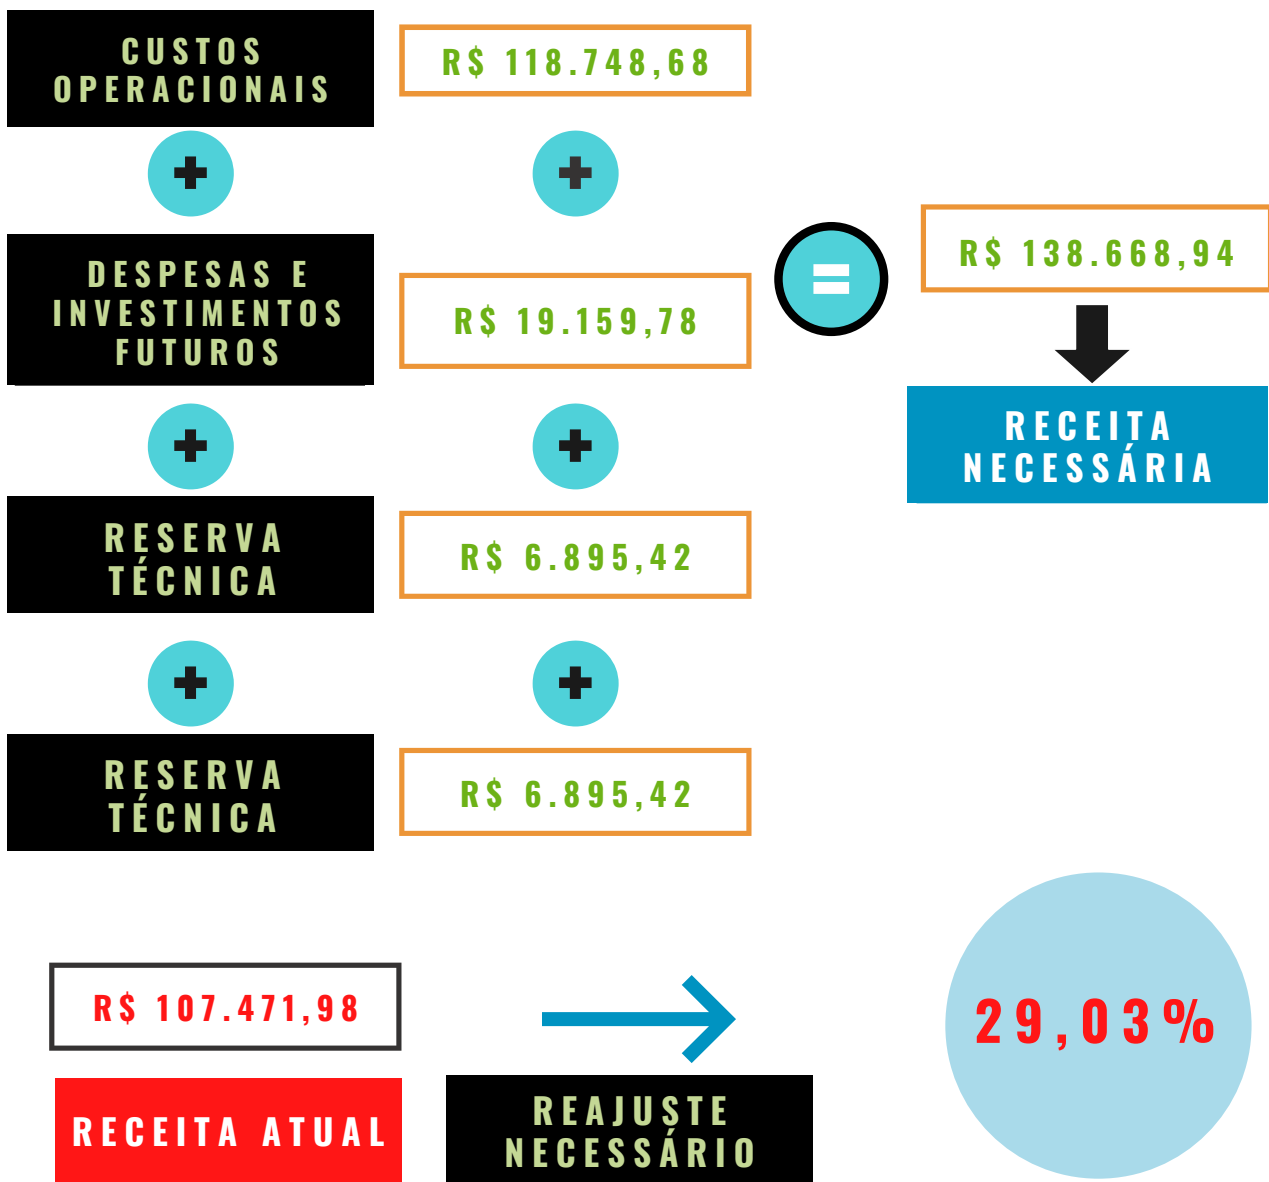 CUSTOS
OPERACIONAIS
R$ 118.748,68
DESPESAS E
INVESTIMENTOS
FUTUROS
R$ 19.159,78
R$ 138.668,94
RECEITA
NECESSÁRIA
RESERVA
TÉCNICA
R$ 6.895,42
RESERVA
TÉCNICA
R$ 6.895,42
R$ 107.471,98
RECEITA ATUAL
REAJUSTE
NECESSÁRIO
29,03%